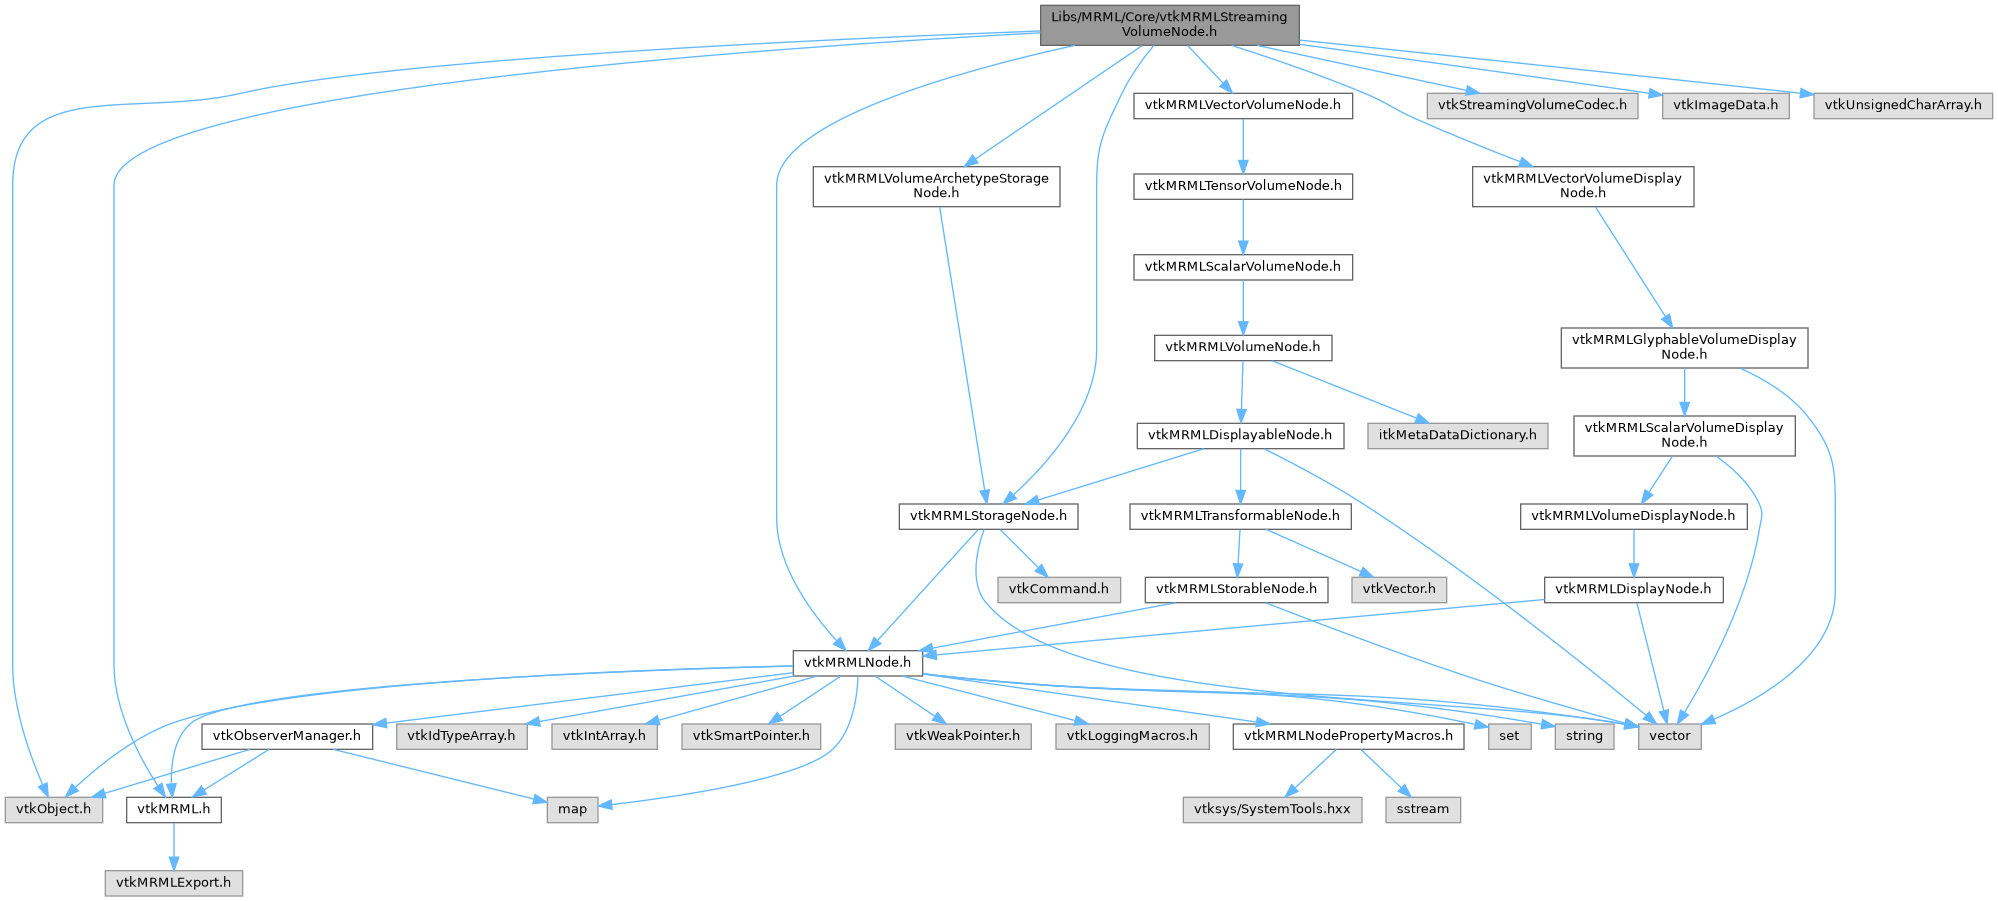 Libs/MRML/Core/vtkMRMLStreaming
VolumeNode.h
vtkMRMLVectorVolumeNode.h
vtkStreamingVolumeCodec.h
vtkImageData.h
vtkUnsignedCharArray.h
vtkMRMLVolumeArchetypeStorage
Node.h
vtkMRMLTensorVolumeNode.h
vtkMRMLVectorVolumeDisplay
Node.h
vtkMRMLScalarVolumeNode.h
vtkMRMLVolumeNode.h
vtkMRMLGlyphableVolumeDisplay
Node.h
vtkMRMLDisplayableNode.h
itkMetaDataDictionary.h
vtkMRMLScalarVolumeDisplay
Node.h
vtkMRMLStorageNode.h
vtkMRMLTransformableNode.h
vtkMRMLVolumeDisplayNode.h
vtkCommand.h
vtkMRMLStorableNode.h
vtkVector.h
vtkMRMLDisplayNode.h
vtkMRMLNode.h
vtkObserverManager.h
vtkIdTypeArray.h
vtkIntArray.h
vtkSmartPointer.h
vtkWeakPointer.h
vtkLoggingMacros.h
vtkMRMLNodePropertyMacros.h
set
string
vector
vtkObject.h
vtkMRML.h
map
vtksys/SystemTools.hxx
sstream
vtkMRMLExport.h